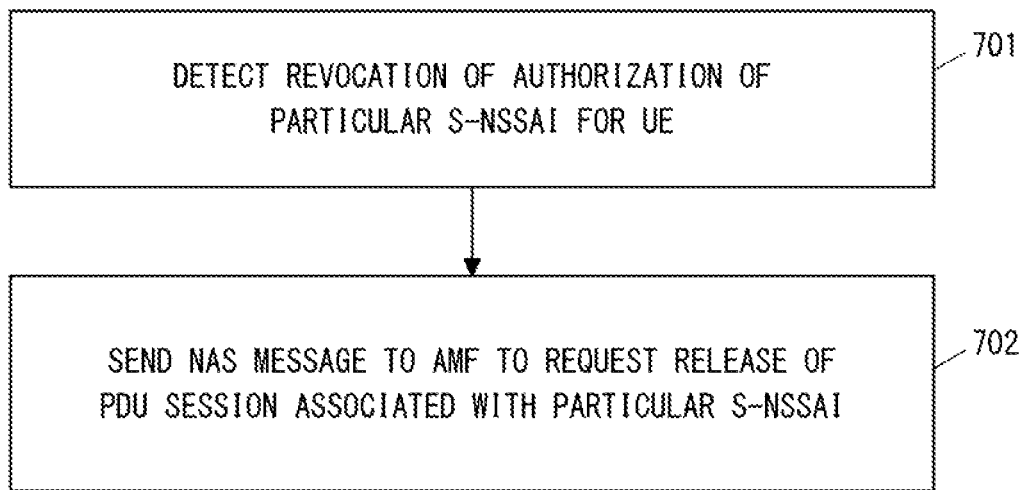 DETECT REVOCATION OF AUTHORIZATION OF
PARTICULAR S-NSSAI FOR UE
701
SEND NAS MESSAGE TO AMF TO REQUEST RELEASE OF
PDU SESSION ASSOCIATED WITH PARTICULAR S-NSSAI
702